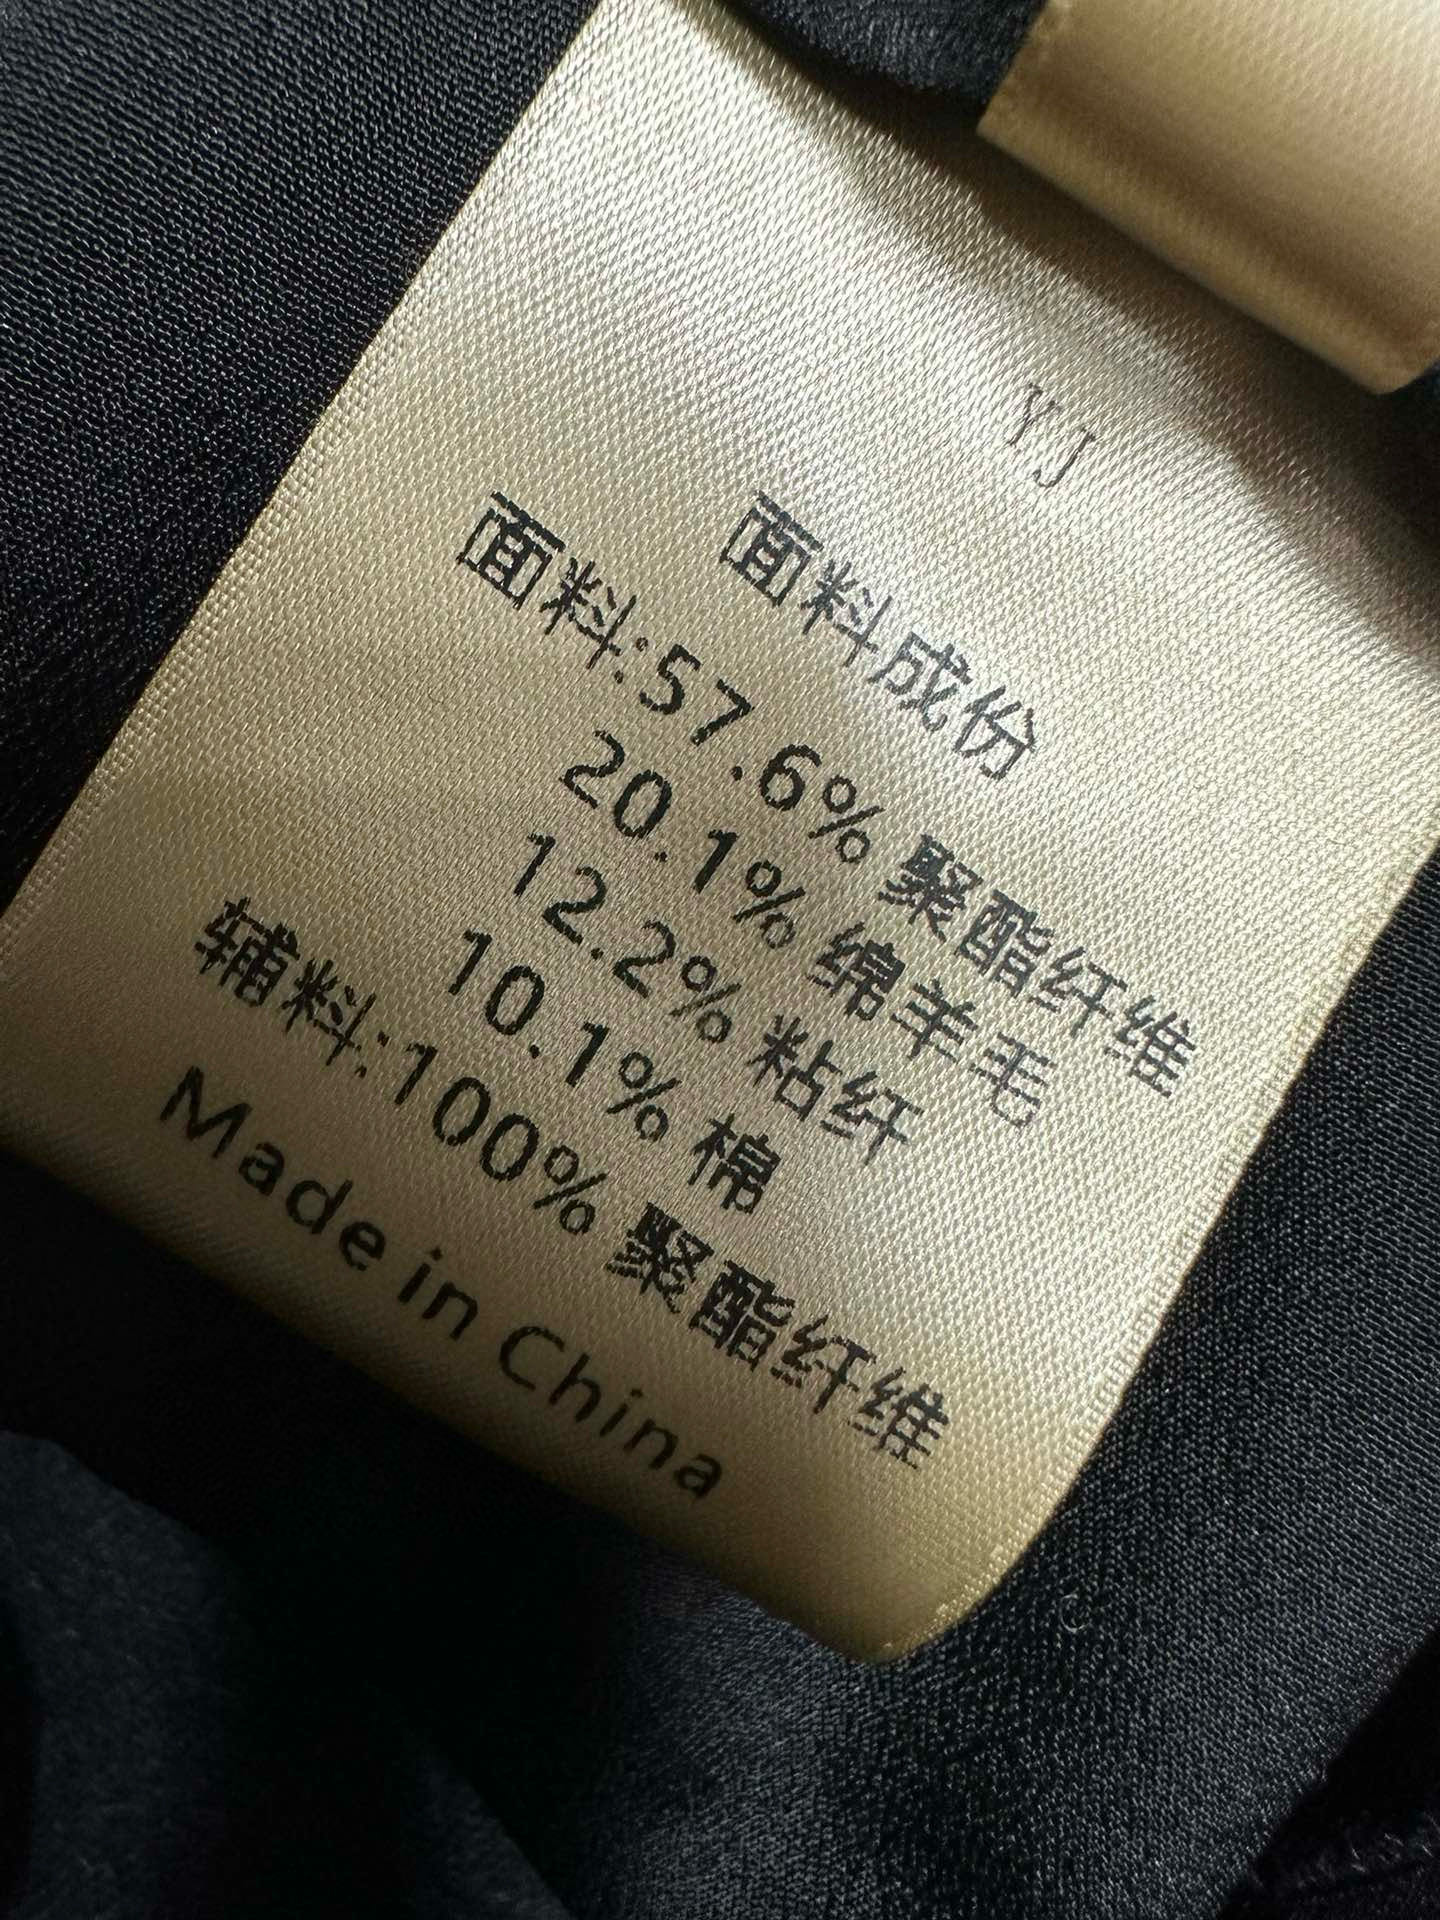 YJ
面料成份
面料:57.6% 聚酯纤维
20.1% 绵羊毛
12.2% 粘纤
10.1% 棉
辅料:100% 聚酯纤维
Made in China